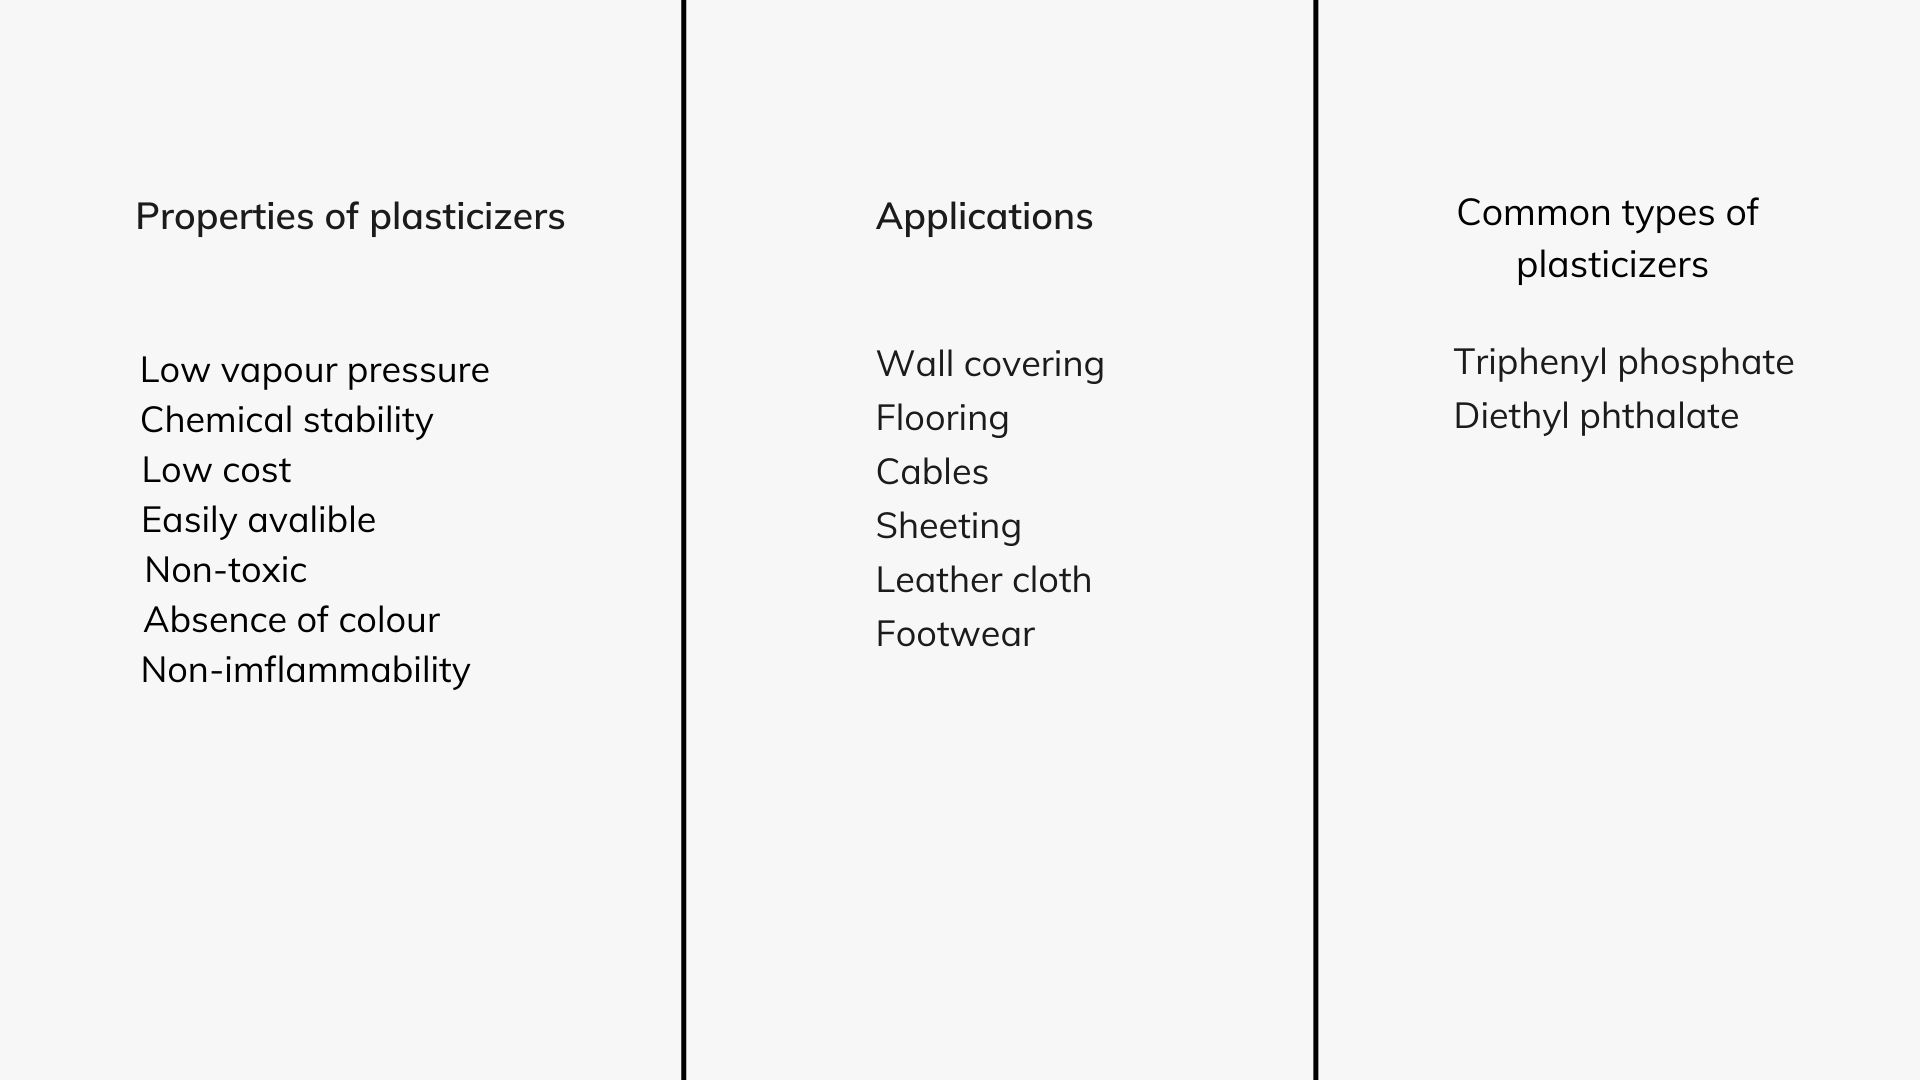 Properties of plasticizers
Low vapour pressure
Chemical stability
Low cost
Easily avalible
Non-toxic
Absence of colour
Non-imflammability
Applications
Wall covering
Flooring
Cables
Sheeting
Leather cloth
Footwear
Common types of
plasticizers
Triphenyl phosphate
Diethyl phthalate